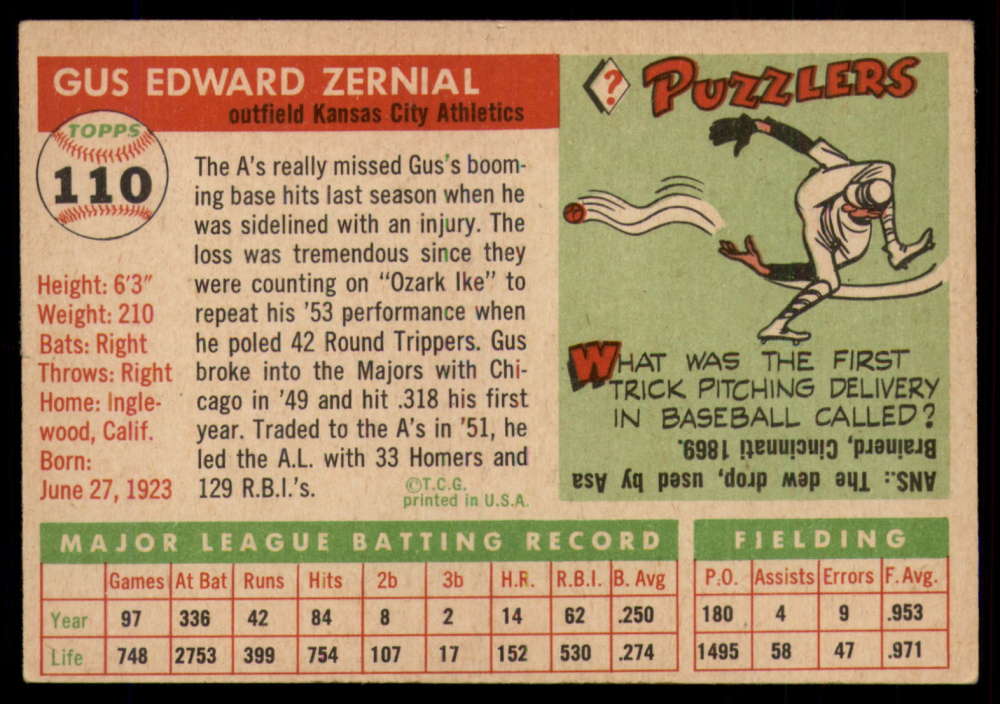 GUS EDWARD ZERNIAL
outfield Kansas City Athletics
TOPPS
110
The A's really missed Gus's boom-
ing base hits last season when he
was sidelined with an injury. The
loss was tremendous since they
were counting on "Ozark Ike" to
repeat his '53 performance when
he poled 42 Round Trippers. Gus
broke into the Majors with Chi-
cago in '49 and hit .318 his first
year. Traded to the A's in '51, he
led the A.L. with 33 Homers and
129 R.B.I.'s.
©T.C.G.
printed in U.S.A.
Height: 6'3"
Weight: 210
Bats: Right
Throws: Right
Home: Ingle-
wood, Calif.
Born:
June 27, 1923
?
PUZZLERS
WHAT WAS THE FIRST
TRICK PITCHING DELIVERY
IN BASEBALL CALLED?
ANS.: The dew drop, used by Asa
Brainerd, Cincinnati 1869.
MAJOR LEAGUE BATTING RECORD
Games At Bat Runs Hits 2b 3b H.R. R.B.I. B. Avg
Year 97 336 42 84 8 2 14 62 .250
Life 748 2753 399 754 107 17 152 530 .274
FIELDING
P.O. Assists Errors F. Avg.
180 4 9 .953
1495 58 47 .971